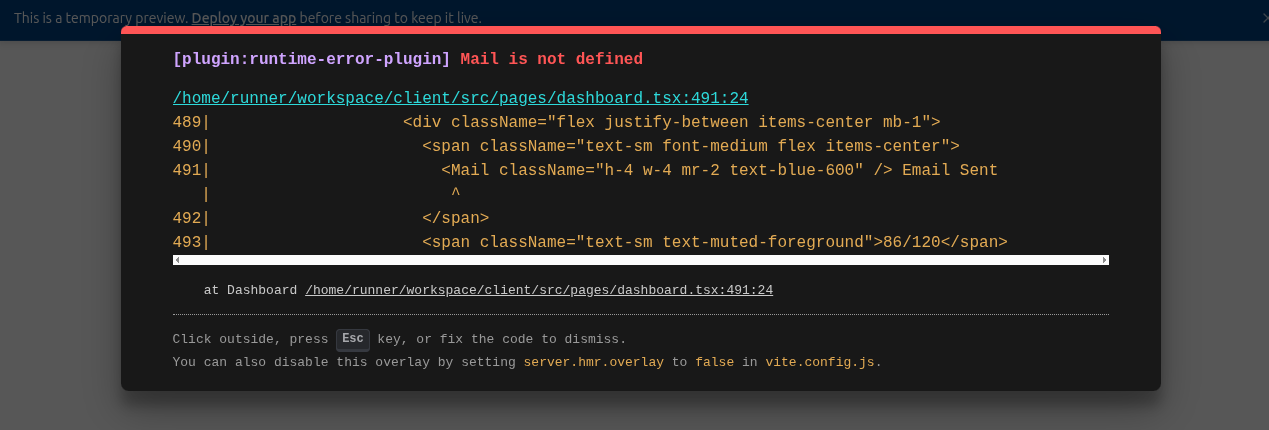 This is a temporary preview. Deploy your app before sharing to keep it live.
[plugin:runtime-error-plugin] Mail is not defined
/home/runner/workspace/client/src/pages/dashboard.tsx:491:24
489|                    <div className="flex justify-between items-center mb-1">
490|                      <span className="text-sm font-medium flex items-center">
491|                        <Mail className="h-4 w-4 mr-2 text-blue-600" /> Email Sent
   |                         ^
492|                      </span>
493|                      <span className="text-sm text-muted-foreground">86/120</span>
at Dashboard /home/runner/workspace/client/src/pages/dashboard.tsx:491:24
Click outside, press Esc key, or fix the code to dismiss.
You can also disable this overlay by setting server.hmr.overlay to false in vite.config.js.